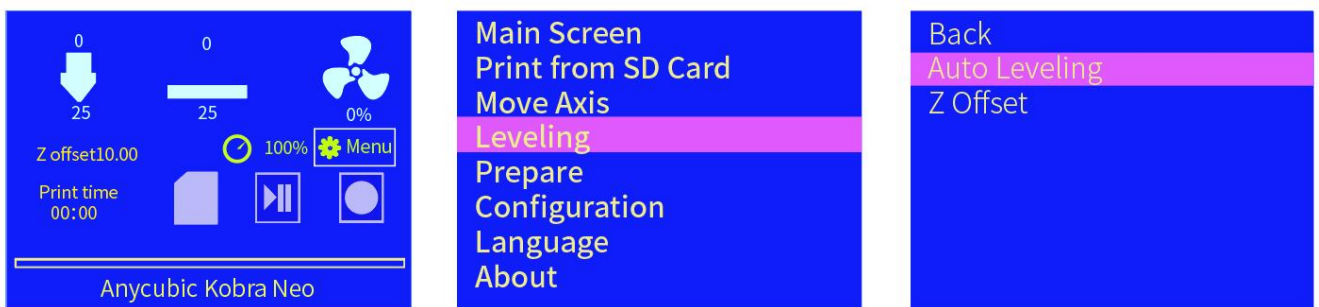 0
0
25
25
0%
Z offset10.00
100%
Menu
Print time
00:00
Anycubic Kobra Neo
Main Screen
Print from SD Card
Move Axis
Leveling
Prepare
Configuration
Language
About
Back
Auto Leveling
Z Offset